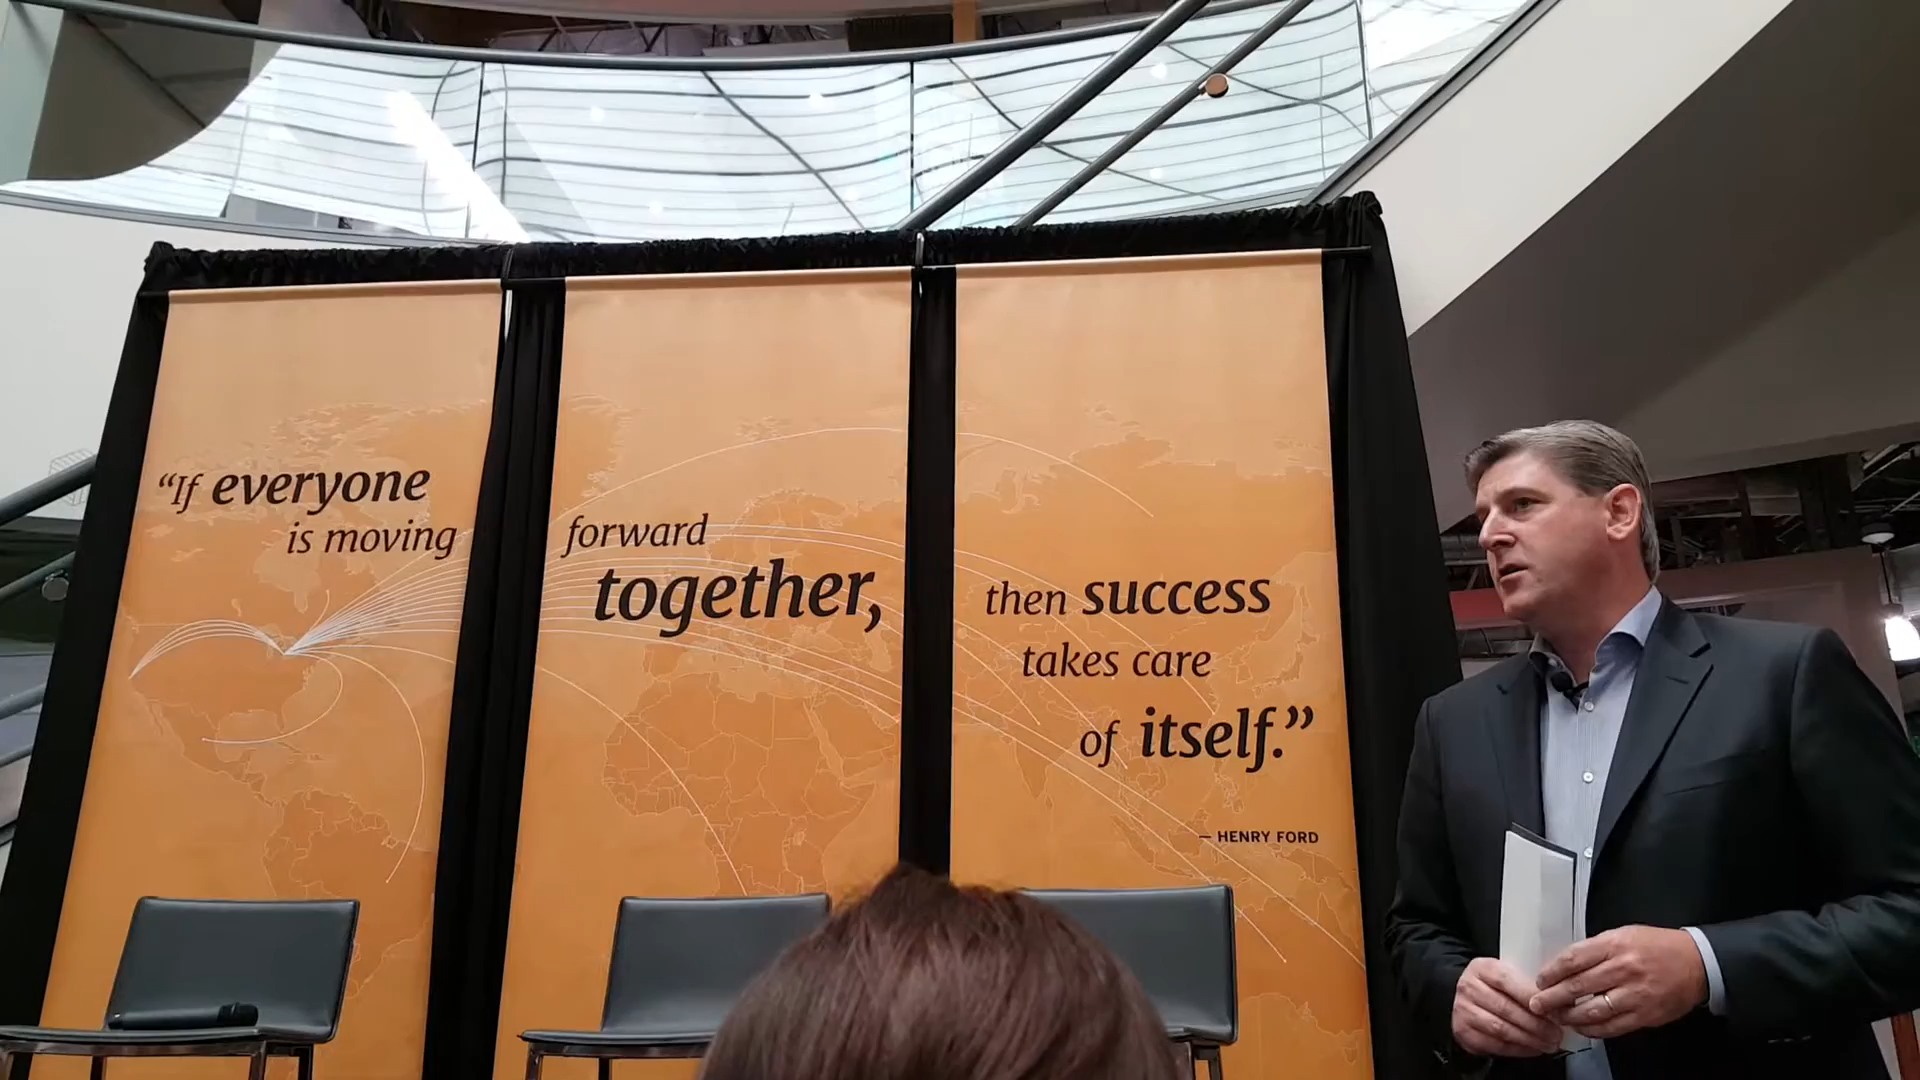 “If everyone
is moving
forward
together,
then success
takes care
of itself.”
— HENRY FORD